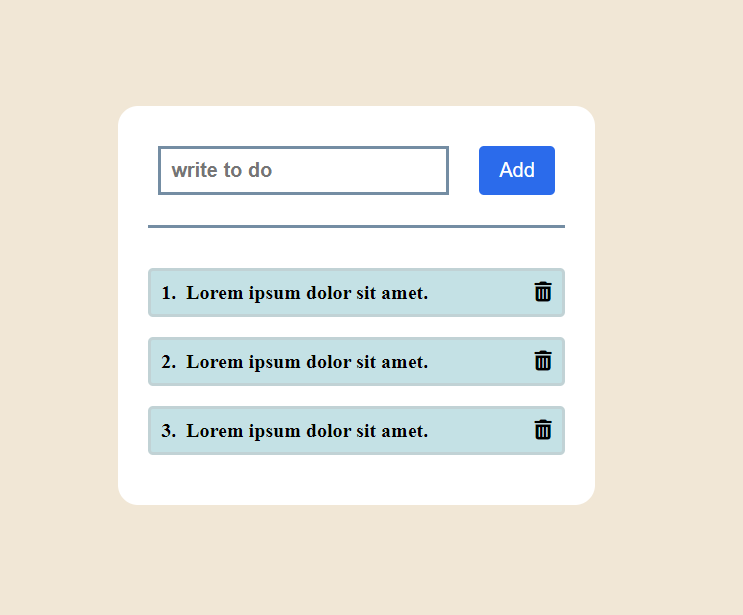 write to do
Add
1. Lorem ipsum dolor sit amet.
2. Lorem ipsum dolor sit amet.
3. Lorem ipsum dolor sit amet.